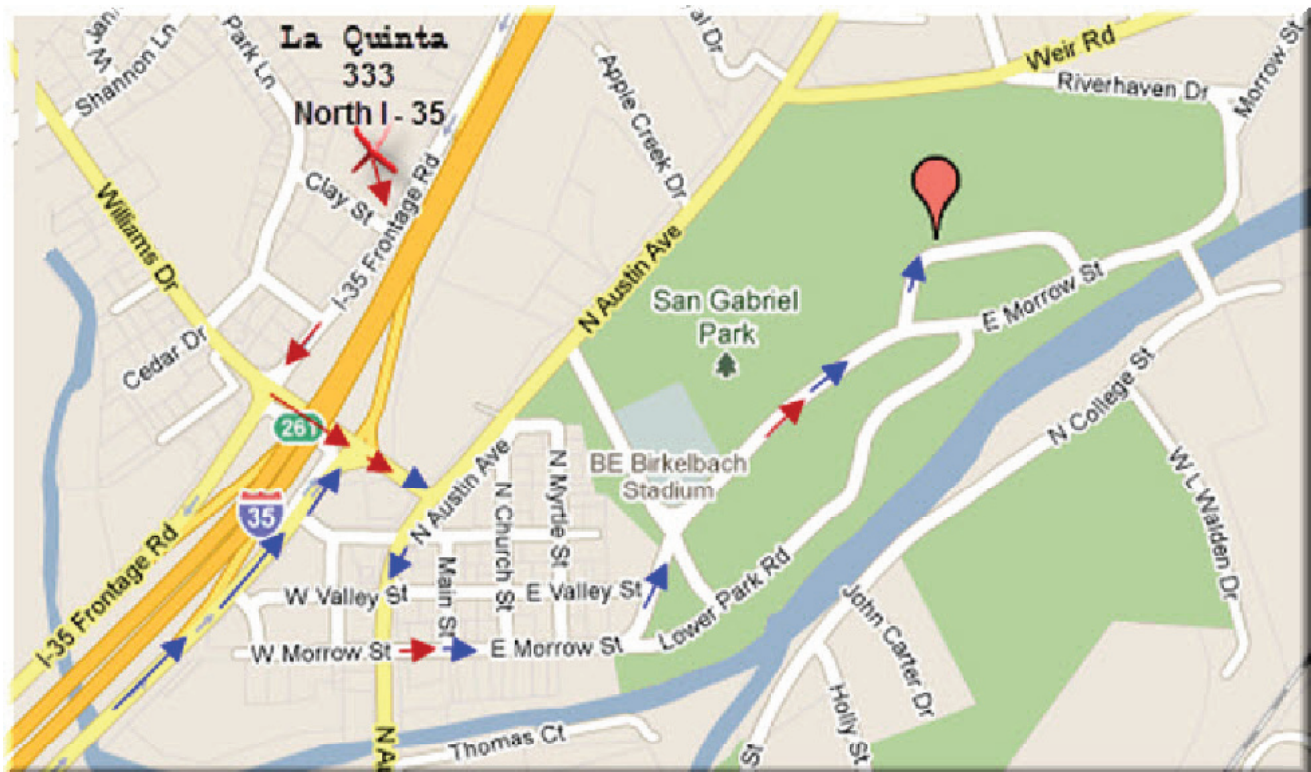 La Quinta
333
North I - 35
Shannon Ln
Park Ln
Apple Creek Dr
Weir Rd
Riverhaven Dr
Morrow St
Clay St
Williams Dr
I-35 Frontage Rd
N Austin Ave
San Gabriel
Park
E Morrow St
Cedar Dr
261
BE Birkelbach
Stadium
N College St
W L Walden Dr
35
N Austin Ave
N Church St
N Myrtle St
Main St
I-35 Frontage Rd
W Valley St
E Valley St
Lower Park Rd
John Carter Dr
W Morrow St
E Morrow St
Holly St
Thomas Ct
St